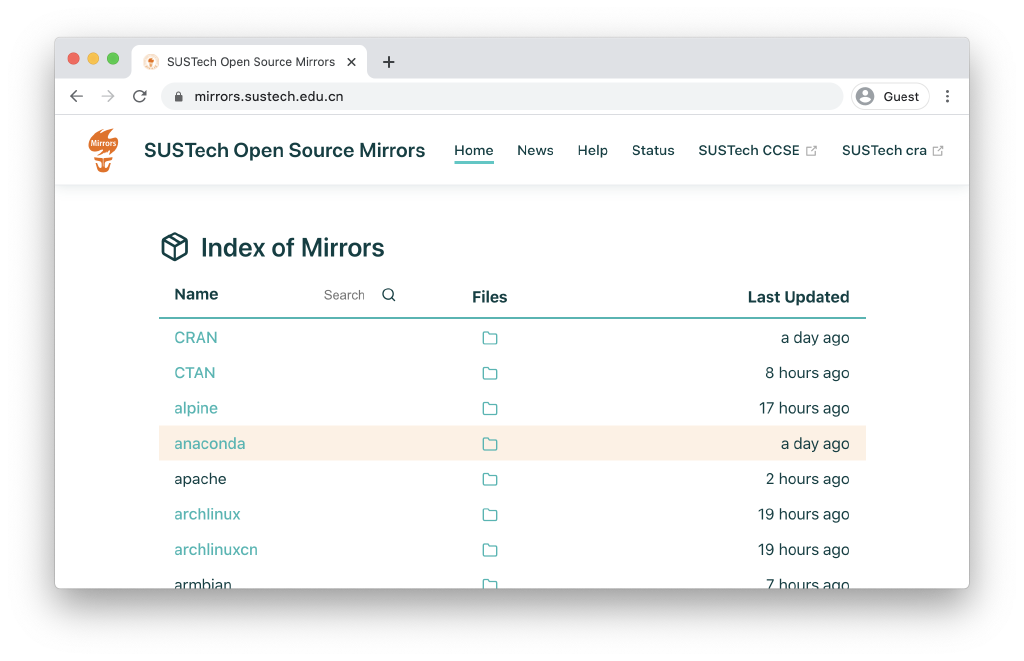 SUSTech Open Source Mirrors
mirrors.sustech.edu.cn
Guest
Mirrors
SUSTech Open Source Mirrors
Home News Help Status SUSTech CCSE SUSTech cra
Index of Mirrors
Name Search Files Last Updated
CRAN a day ago
CTAN 8 hours ago
alpine 17 hours ago
anaconda a day ago
apache 2 hours ago
archlinux 19 hours ago
archlinuxcn 19 hours ago
armbian 7 hours ago